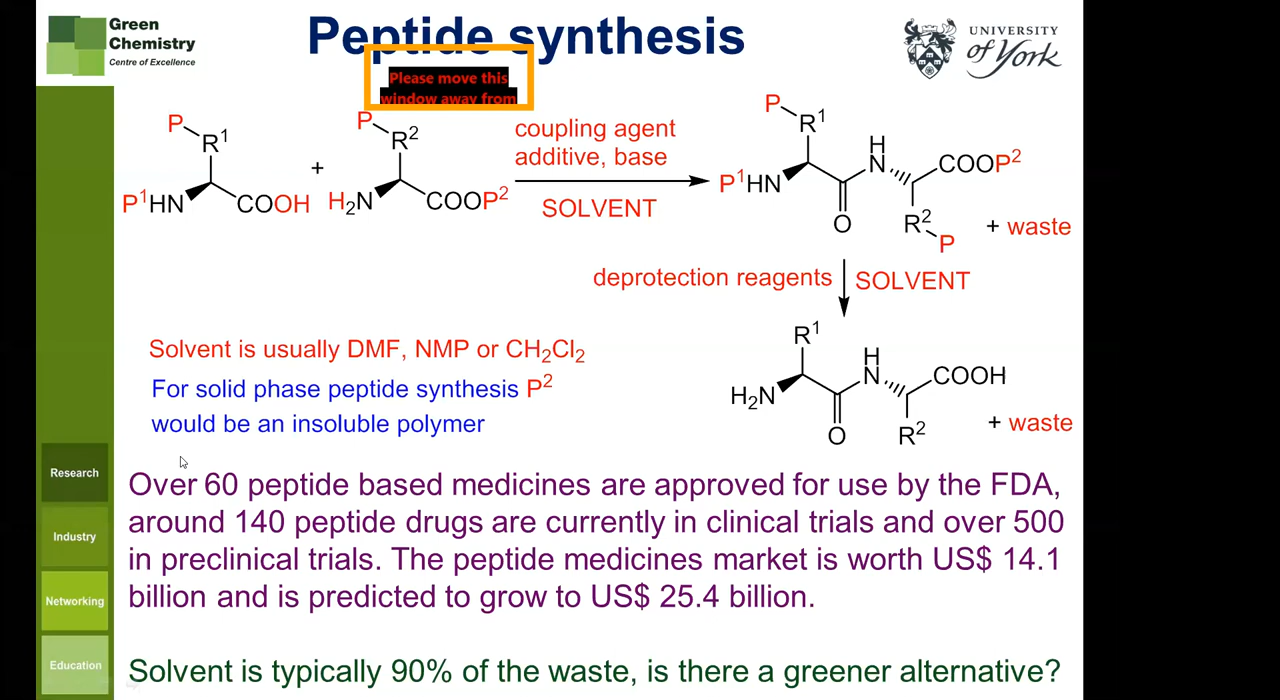 Green
Chemistry
Centre of Excellence
Peptide synthesis
UNIVERSITY
of York
Please move this
window away from
P
R¹
P¹HN
COOH
+
P
R²
H₂N
COOP²
coupling agent
additive, base
SOLVENT
P
R¹
P¹HN
O
H
N
COOP²
R²
P
+ waste
deprotection reagents
SOLVENT
R¹
H₂N
O
H
N
COOH
R²
+ waste
Solvent is usually DMF, NMP or CH₂Cl₂
For solid phase peptide synthesis P²
would be an insoluble polymer
Research
Industry
Networking
Education
Over 60 peptide based medicines are approved for use by the FDA,
around 140 peptide drugs are currently in clinical trials and over 500
in preclinical trials. The peptide medicines market is worth US$ 14.1
billion and is predicted to grow to US$ 25.4 billion.
Solvent is typically 90% of the waste, is there a greener alternative?